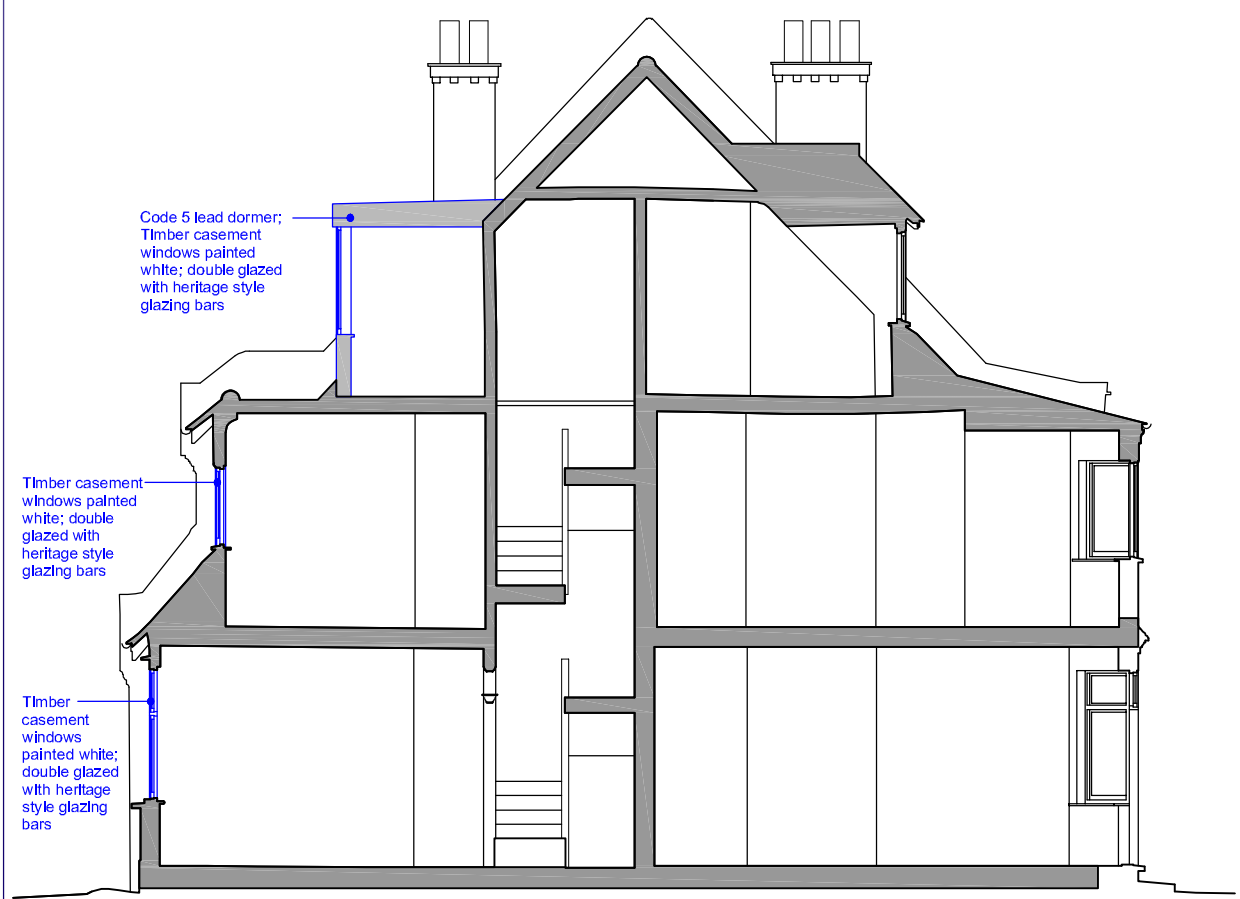 Code 5 lead dormer;
Timber casement
windows painted
white; double glazed
with heritage style
glazing bars
Timber casement
windows painted
white; double
glazed with
heritage style
glazing bars
Timber
casement
windows
painted white;
double glazed
with heritage
style glazing
bars